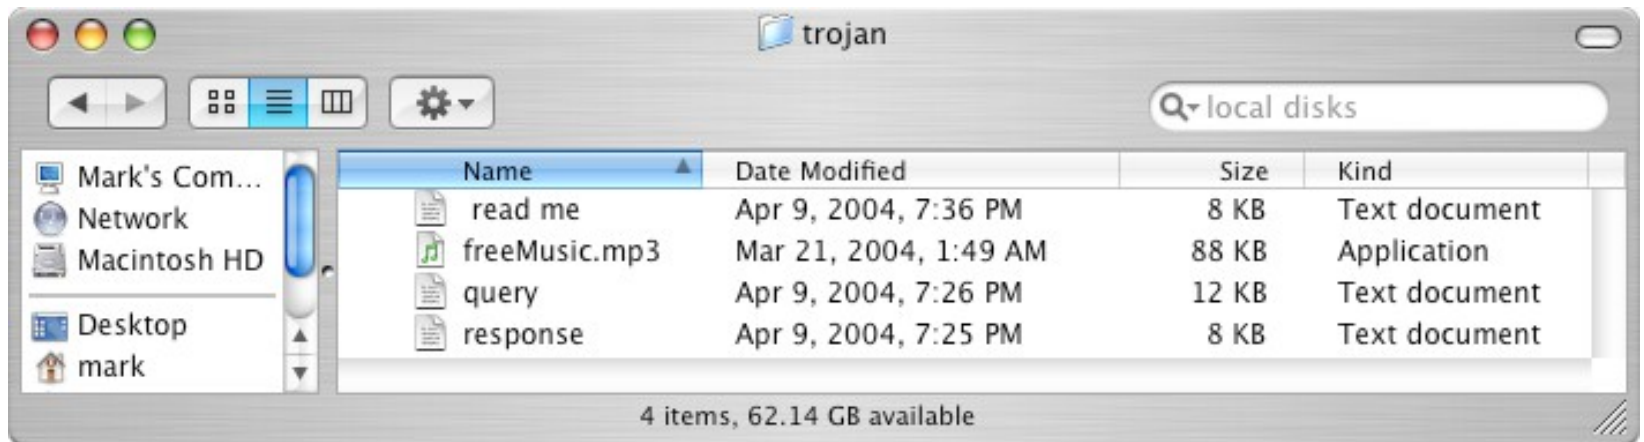 trojan
local disks
Mark's Com...
Network
Macintosh HD
Desktop
mark
Name Date Modified Size Kind
read me Apr 9, 2004, 7:36 PM 8 KB Text document
freeMusic.mp3 Mar 21, 2004, 1:49 AM 88 KB Application
query Apr 9, 2004, 7:26 PM 12 KB Text document
response Apr 9, 2004, 7:25 PM 8 KB Text document
4 items, 62.14 GB available